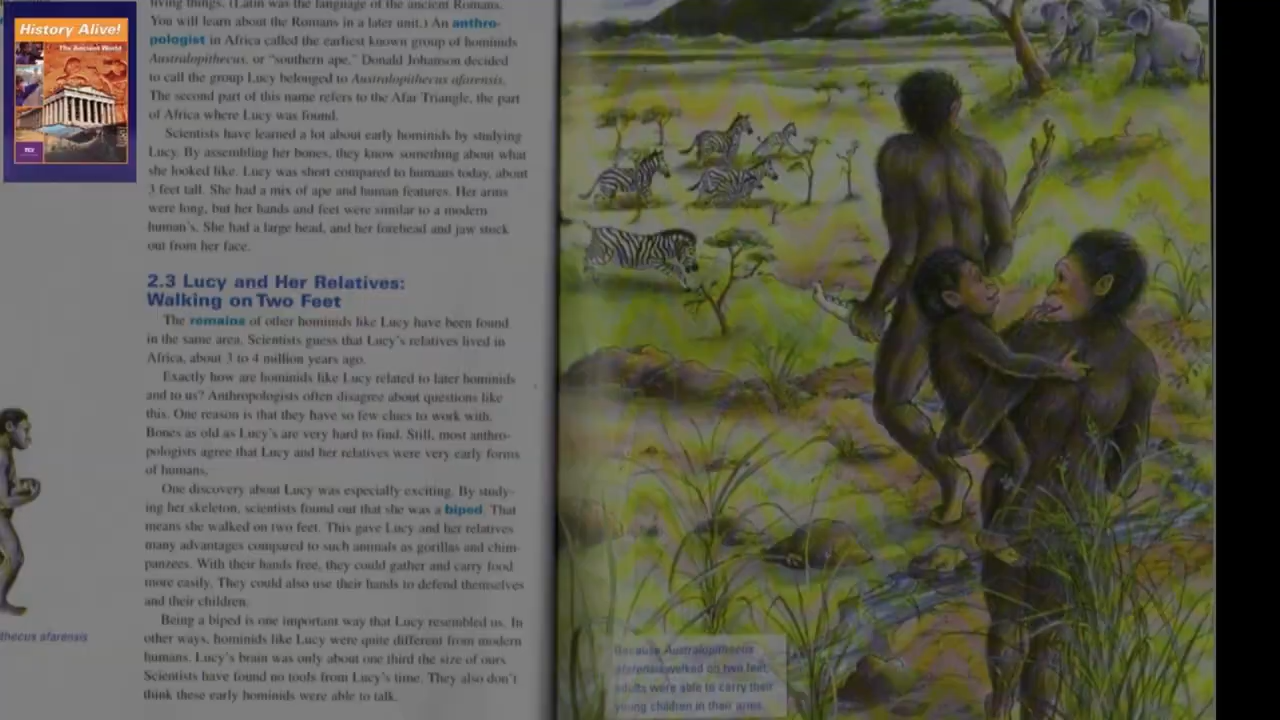 History Alive!
The Ancient World
TCI
living things. (Latin was the language of the ancient Romans.
You will learn about the Romans in a later unit.) An anthro-
pologist in Africa called the earliest known group of hominids
Australopithecus, or "southern ape." Donald Johanson decided
to call the group Lucy belonged to Australopithecus afarensis.
The second part of this name refers to the Afar Triangle, the part
of Africa where Lucy was found.
Scientists have learned a lot about early hominids by studying
Lucy. By assembling her bones, they know something about what
she looked like. Lucy was short compared to humans today, about
3 feet tall. She had a mix of ape and human features. Her arms
were long, but her hands and feet were similar to a modern
human's. She had a large head, and her forehead and jaw stuck
out from her face.
2.3 Lucy and Her Relatives:
Walking on Two Feet
The remains of other hominids like Lucy have been found
in the same area. Scientists guess that Lucy's relatives lived in
Africa, about 3 to 4 million years ago.
Exactly how are hominids like Lucy related to later hominids
and to us? Anthropologists often disagree about questions like
this. One reason is that they have so few clues to work with.
Bones as old as Lucy's are very hard to find. Still, most anthro-
pologists agree that Lucy and her relatives were very early forms
of humans.
One discovery about Lucy was especially exciting. By study-
ing her skeleton, scientists found out that she was a biped. That
means she walked on two feet. This gave Lucy and her relatives
many advantages compared to such animals as gorillas and chim-
panzees. With their hands free, they could gather and carry food
more easily. They could also use their hands to defend themselves
and their children.
Being a biped is one important way that Lucy resembled us. In
other ways, hominids like Lucy were quite different from modern
humans. Lucy's brain was only about one third the size of ours.
Scientists have found no tools from Lucy's time. They also don't
think these early hominids were able to talk.
thecus afarensis
Because Australopithecus
afarensis walked on two feet,
adults were able to carry their
young children in their arms.